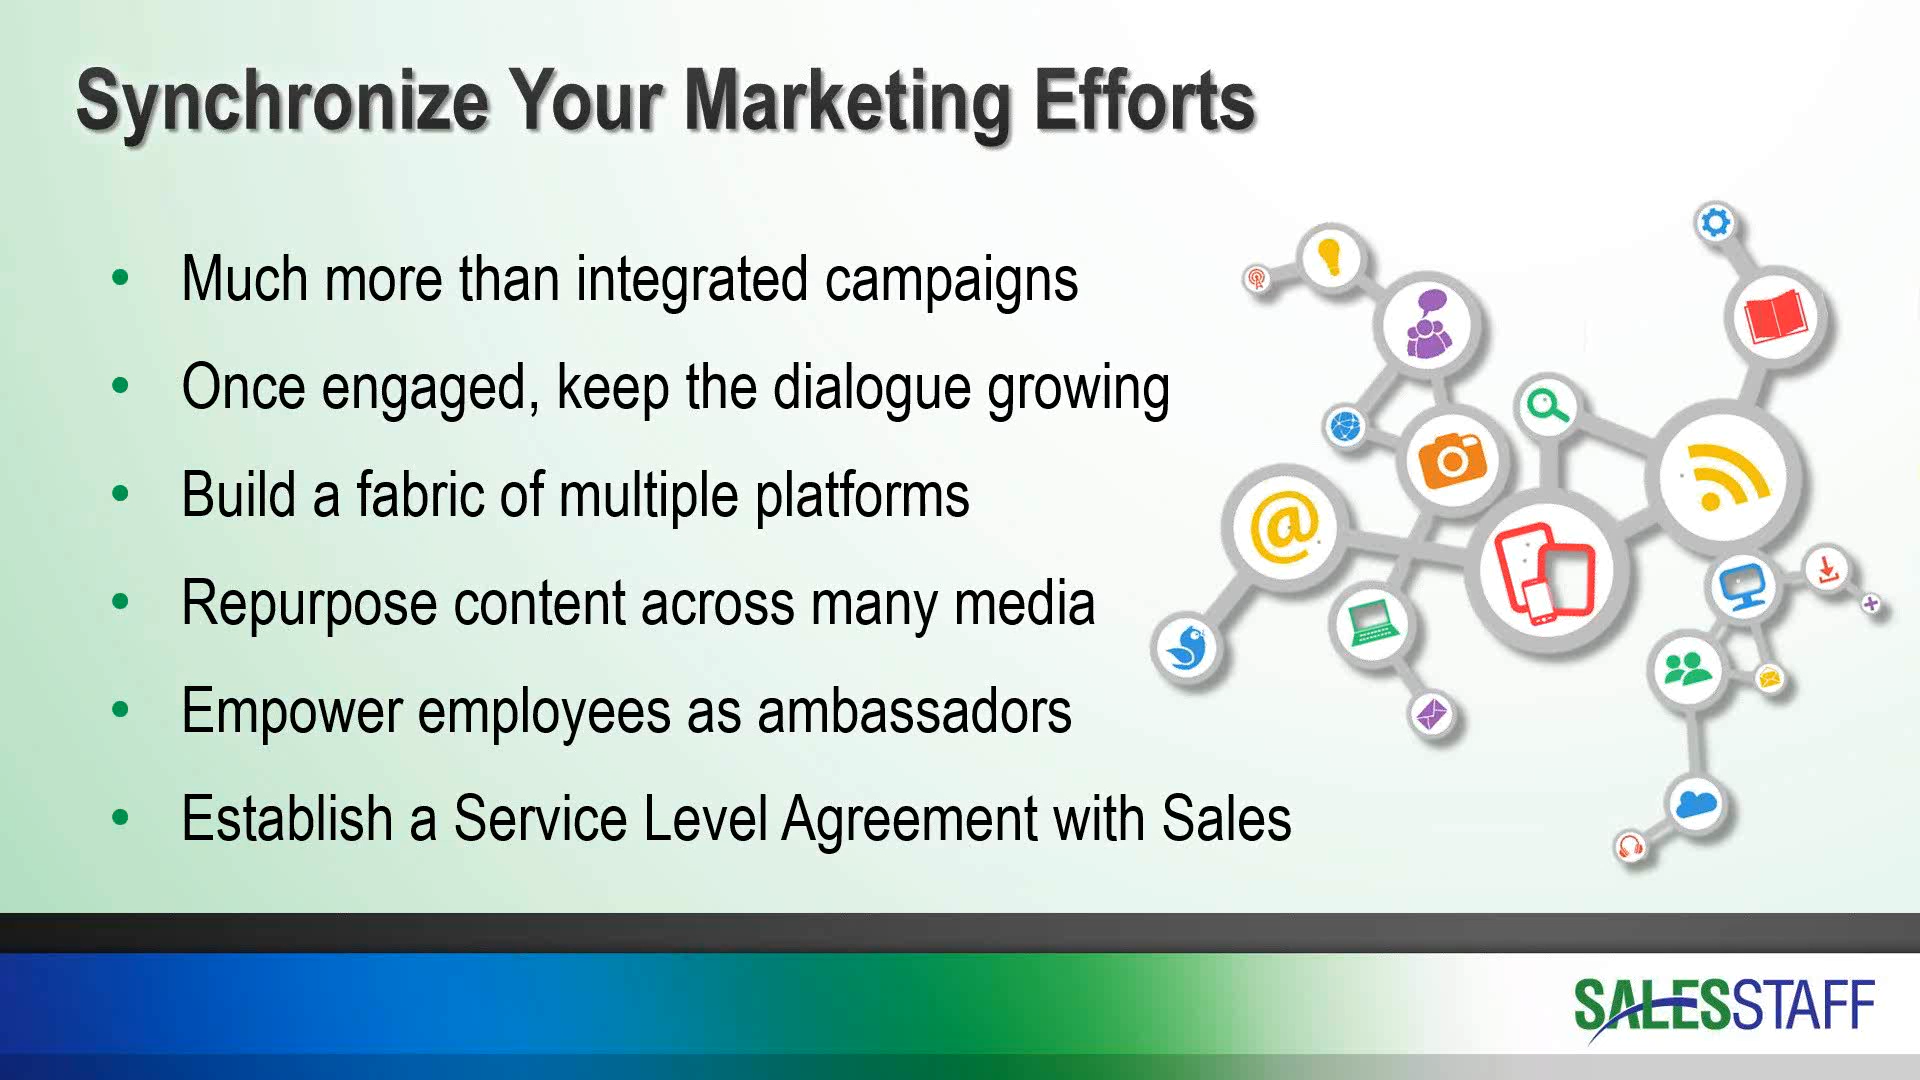 Synchronize Your Marketing Efforts
• Much more than integrated campaigns
• Once engaged, keep the dialogue growing
• Build a fabric of multiple platforms
• Repurpose content across many media
• Empower employees as ambassadors
• Establish a Service Level Agreement with Sales
@
SALESSTAFF